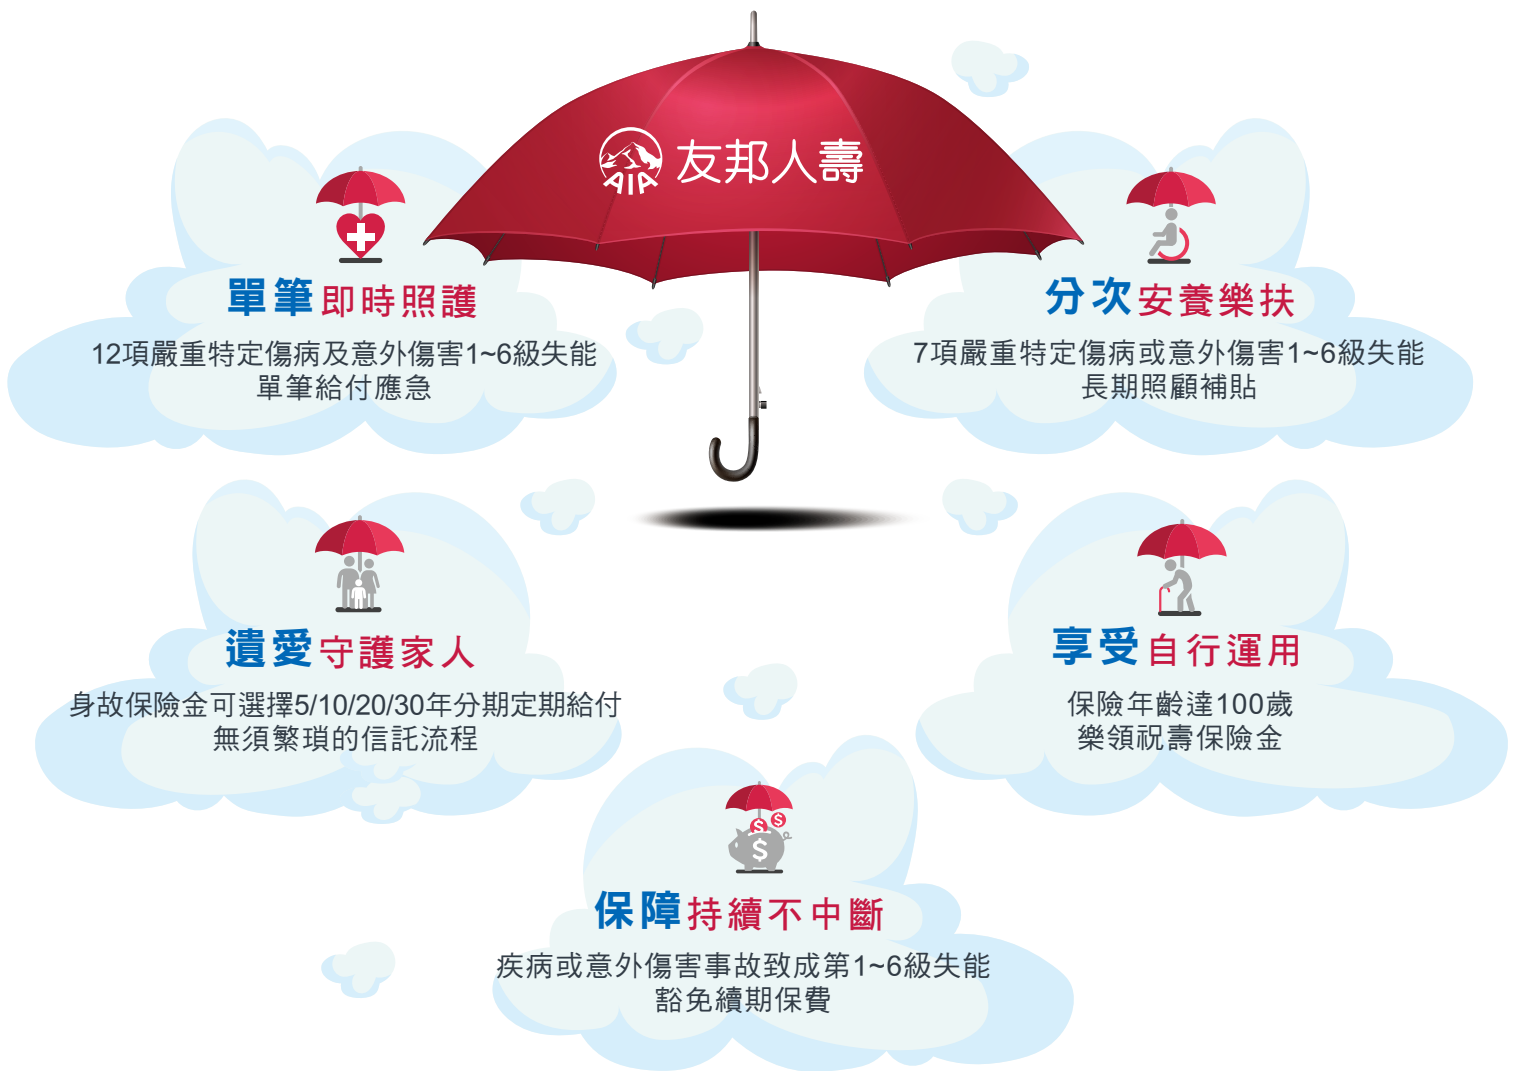 AIA 友邦人壽
單筆即時照護
12項嚴重特定傷病及意外傷害1~6級失能
單筆給付應急
分次安養樂扶
7項嚴重特定傷病或意外傷害1~6級失能
長期照顧補貼
遺愛守護家人
身故保險金可選擇5/10/20/30年分期定期給付
無須繁瑣的信託流程
享受自行運用
保險年齡達100歲
樂領祝壽保險金
$ $
$
保障持續不中斷
疾病或意外傷害事故致成第1~6級失能
豁免續期保費